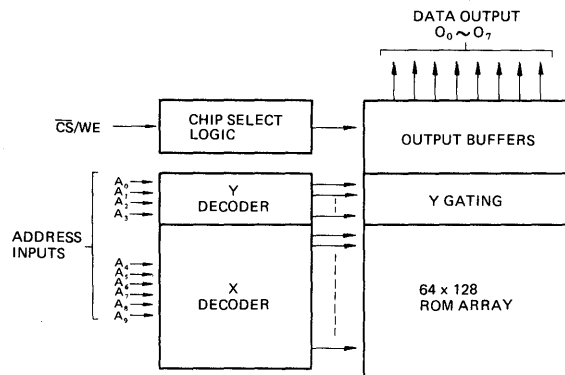 DATA OUTPUT
O₀ ~ O₇
C̅S̅/WE
CHIP SELECT
LOGIC
OUTPUT BUFFERS
A₀
A₁
A₂
A₃
Y
DECODER
Y GATING
ADDRESS
INPUTS
A₄
A₅
A₆
A₇
A₈
A₉
X
DECODER
64 x 128
ROM ARRAY